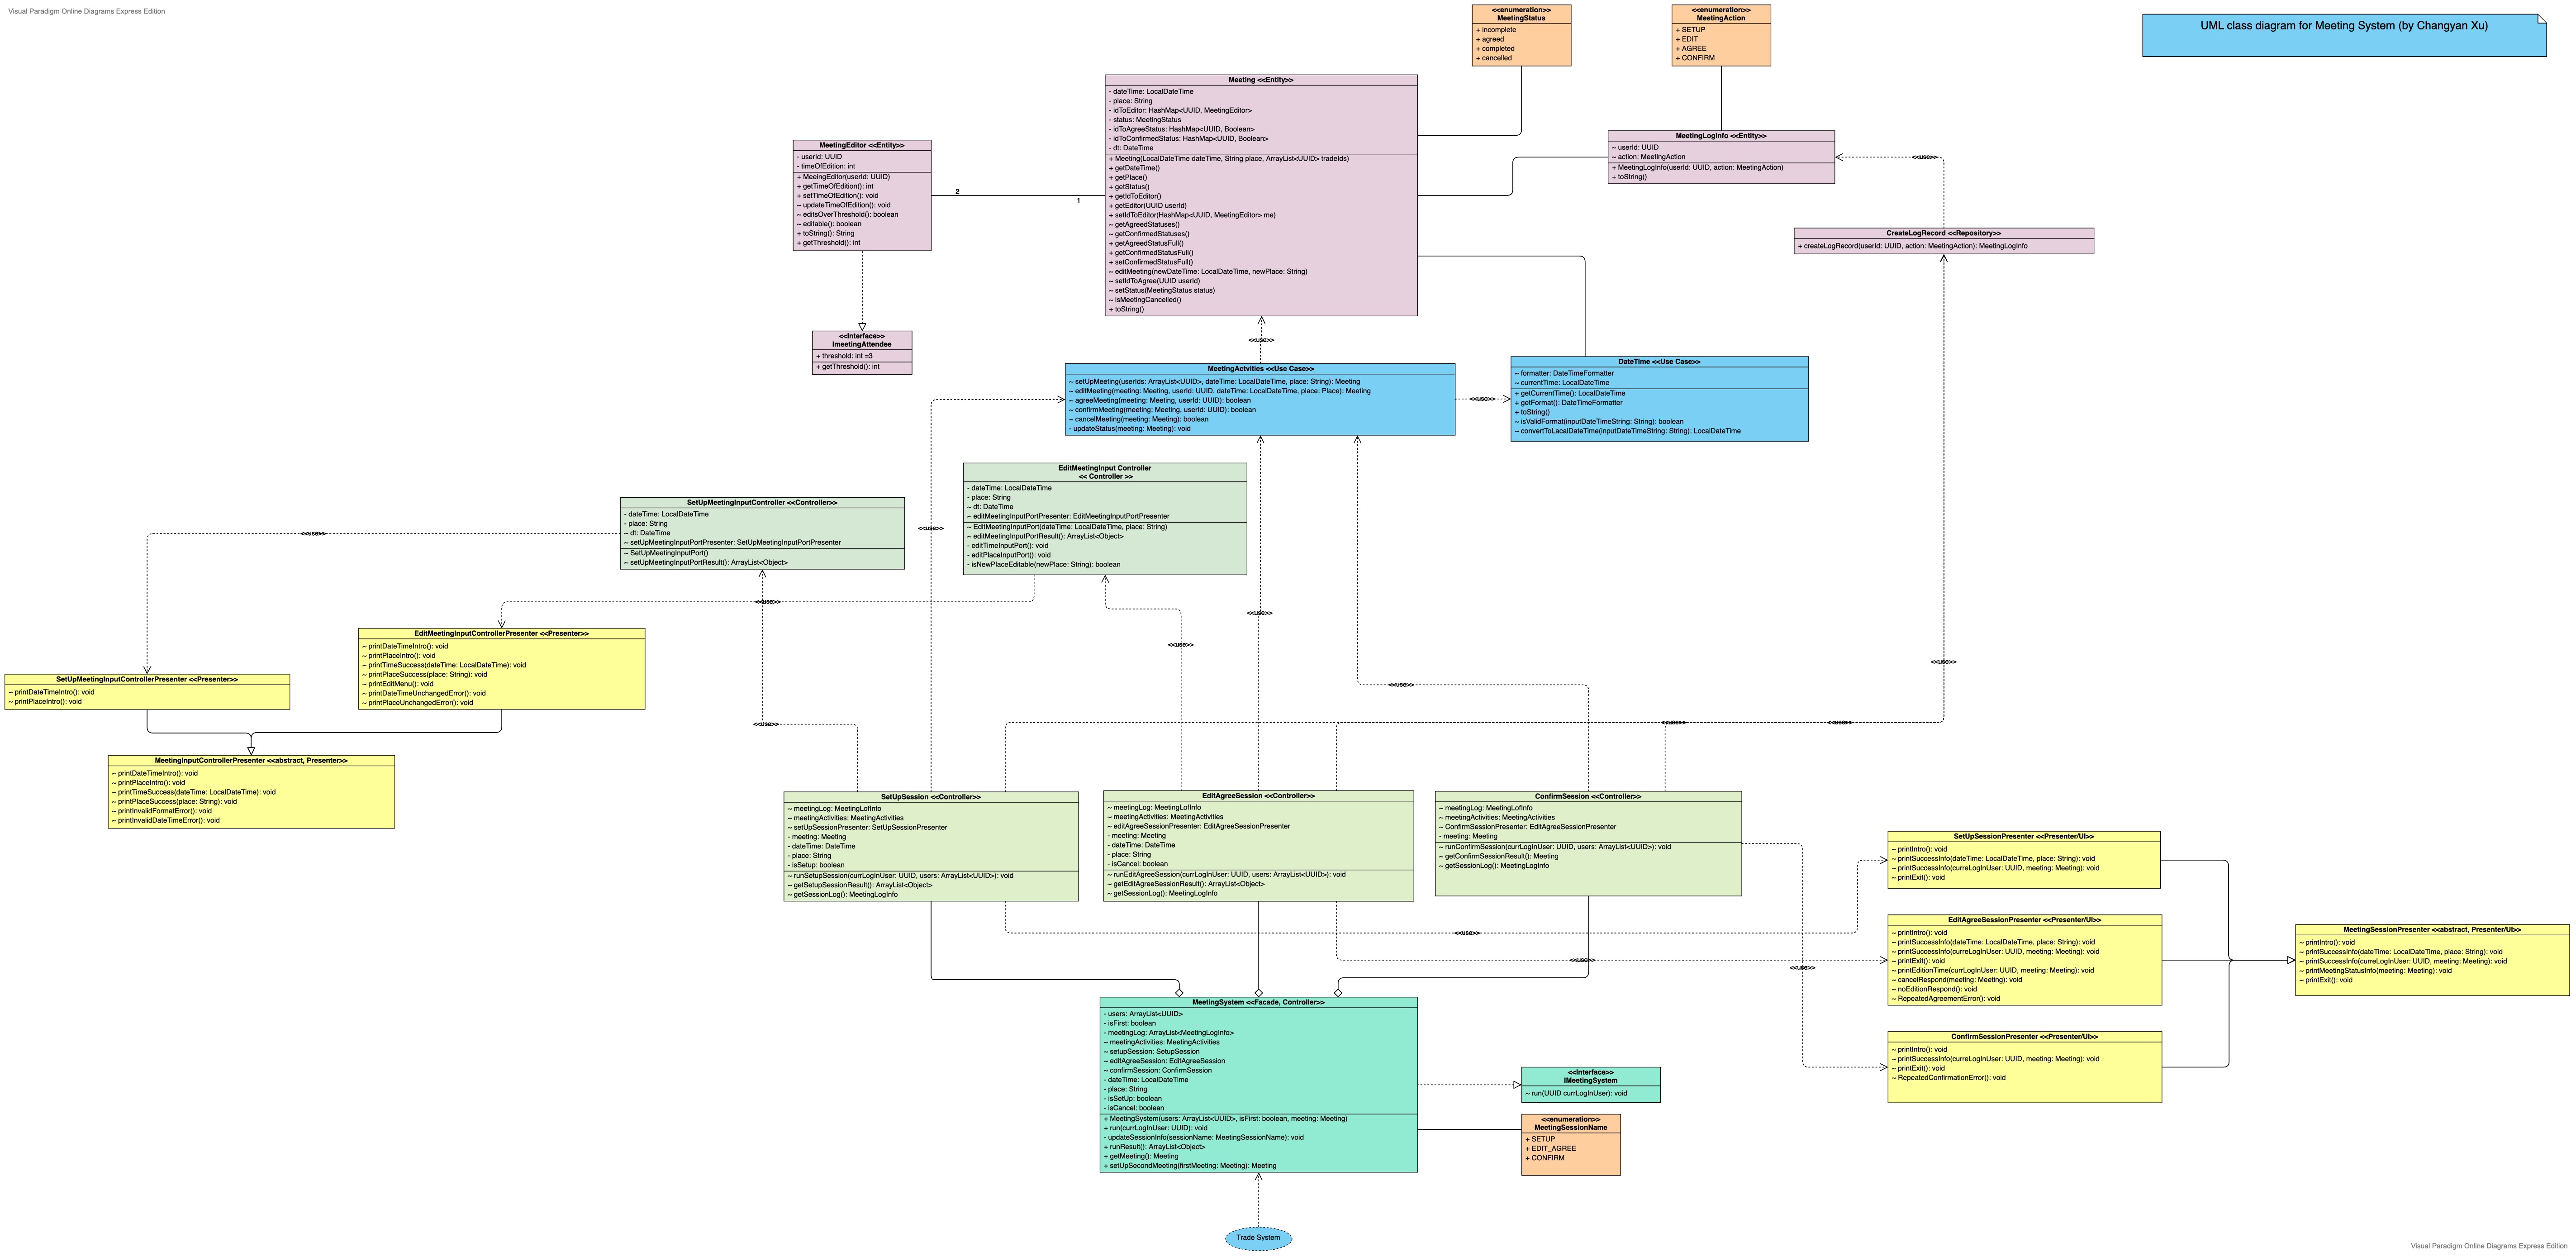 Visual Paradigm Online Diagrams Express Edition
UML class diagram for Meeting System (by Changyan Xu)
<<enumeration>>
MeetingStatus
+ incomplete
+ agreed
+ completed
+ cancelled
<<enumeration>>
MeetingAction
+ SETUP
+ EDIT
+ AGREE
+ CONFIRM
Meeting <<Entity>>
- dateTime: LocalDateTime
- place: String
- idToEditor: HashMap<UUID, MeetingEditor>
- status: MeetingStatus
- idToAgreeStatus: HashMap<UUID, Boolean>
- idToConfirmedStatus: HashMap<UUID, Boolean>
- dt: DateTime
+ Meeting(LocalDateTime dateTime, String place, ArrayList<UUID> tradeIds)
+ getDateTime()
+ getPlace()
+ getStatus()
+ getIdToEditor()
+ getEditor(UUID userId)
+ setIdToEditor(HashMap<UUID, MeetingEditor> me)
~ getAgreedStatuses()
~ getConfirmedStatuses()
+ getAgreedStatusFull()
+ getConfirmedStatusFull()
+ setConfirmedStatusFull()
~ editMeeting(newDateTime: LocalDateTime, newPlace: String)
~ setIdToAgree(UUID userId)
~ setStatus(MeetingStatus status)
~ isMeetingCancelled()
+ toString()
MeetingEditor <<Entity>>
- userId: UUID
- timeOfEdition: int
+ MeeingEditor(userId: UUID)
+ getTimeOfEdition(): int
+ setTimeOfEdition(): void
~ updateTimeOfEdition(): void
~ editsOverThreshold(): boolean
~ editable(): boolean
+ toString(): String
+ getThreshold(): int
2
1
MeetingLogInfo <<Entity>>
~ userId: UUID
~ action: MeetingAction
+ MeetingLogInfo(userId: UUID, action: MeetingAction)
+ toString()
<<use>>
CreateLogRecord <<Repository>>
+ createLogRecord(userId: UUID, action: MeetingAction): MeetingLogInfo
<<Interface>>
ImeetingAttendee
+ threshold: int =3
+ getThreshold(): int
<<use>>
MeetingActvities <<Use Case>>
~ setUpMeeting(userIds: ArrayList<UUID>, dateTime: LocalDateTime, place: String): Meeting
~ editMeeting(meeting: Meeting, userId: UUID, dateTime: LocalDateTime, place: Place): Meeting
~ agreeMeeting(meeting: Meeting, userId: UUID): boolean
~ confirmMeeting(meeting: Meeting, userId: UUID): boolean
~ cancelMeeting(meeting: Meeting): boolean
- updateStatus(meeting: Meeting): void
<<use>>
DateTime <<Use Case>>
~ formatter: DateTimeFormatter
~ currentTime: LocalDateTime
+ getCurrentTime(): LocalDateTime
+ getFormat(): DateTimeFormatter
+ toString()
~ isValidFormat(inputDateTimeString: String): boolean
~ convertToLacalDateTime(inputDateTimeString: String): LocalDateTime
EditMeetingInput Controller
<< Controller >>
- dateTime: LocalDateTime
- place: String
~ dt: DateTime
~ editMeetingInputPortPresenter: EditMeetingInputPortPresenter
~ EditMeetingInputPort(dateTime: LocalDateTime, place: String)
~ editMeetingInputPortResult(): ArrayList<Object>
- editTimeInputPort(): void
- editPlaceInputPort(): void
- isNewPlaceEditable(newPlace: String): boolean
SetUpMeetingInputController <<Controller>>
- dateTime: LocalDateTime
- place: String
~ dt: DateTime
~ setUpMeetingInputPortPresenter: SetUpMeetingInputPortPresenter
~ SetUpMeetingInputPort()
~ setUpMeetingInputPortResult(): ArrayList<Object>
<<use>>
<<use>>
<<use>>
<<use>>
<<use>>
EditMeetingInputControllerPresenter <<Presenter>>
~ printDateTimeIntro(): void
~ printPlaceIntro(): void
~ printTimeSuccess(dateTime: LocalDateTime): void
~ printPlaceSuccess(place: String): void
~ printEditMenu(): void
~ printDateTimeUnchangedError(): void
~ printPlaceUnchangedError(): void
<<use>>
<<use>>
SetUpMeetingInputControllerPresenter <<Presenter>>
~ printDateTimeIntro(): void
~ printPlaceIntro(): void
<<use>>
<<use>>
<<use>>
<<use>>
MeetingInputControllerPresenter <<abstract, Presenter>>
~ printDateTimeIntro(): void
~ printPlaceIntro(): void
~ printTimeSuccess(dateTime: LocalDateTime): void
~ printPlaceSuccess(place: String): void
~ printInvalidFormatError(): void
~ printInvalidDateTimeError(): void
SetUpSession <<Controller>>
~ meetingLog: MeetingLofInfo
~ meetingActivities: MeetingActivities
~ setUpSessionPresenter: SetUpSessionPresenter
- meeting: Meeting
- dateTime: DateTime
- place: String
- isSetup: boolean
~ runSetupSession(currLogInUser: UUID, users: ArrayList<UUID>): void
~ getSetupSessionResult(): ArrayList<Object>
~ getSessionLog(): MeetingLogInfo
EditAgreeSession <<Controller>>
~ meetingLog: MeetingLofInfo
~ meetingActivities: MeetingActivities
~ editAgreeSessionPresenter: EditAgreeSessionPresenter
- meeting: Meeting
- dateTime: DateTime
- place: String
- isCancel: boolean
~ runEditAgreeSession(currLogInUser: UUID, users: ArrayList<UUID>): void
~ getEditAgreeSessionResult(): ArrayList<Object>
~ getSessionLog(): MeetingLogInfo
ConfirmSession <<Controller>>
~ meetingLog: MeetingLofInfo
~ meetingActivities: MeetingActivities
~ ConfirmSessionPresenter: EditAgreeSessionPresenter
- meeting: Meeting
~ runConfirmSession(currLogInUser: UUID, users: ArrayList<UUID>): void
~ getConfirmSessionResult(): Meeting
~ getSessionLog(): MeetingLogInfo
SetUpSessionPresenter <<Presenter/UI>>
~ printIntro(): void
~ printSuccessInfo(dateTime: LocalDateTime, place: String): void
~ printSuccessInfo(curreLogInUser: UUID, meeting: Meeting): void
~ printExit(): void
<<use>>
<<use>>
<<use>>
EditAgreeSessionPresenter <<Presenter/UI>>
~ printIntro(): void
~ printSuccessInfo(dateTime: LocalDateTime, place: String): void
~ printSuccessInfo(curreLogInUser: UUID, meeting: Meeting): void
~ printExit(): void
~ printEditionTime(currLogInUser: UUID, meeting: Meeting): void
~ cancelRespond(meeting: Meeting): void
~ noEditionRespond(): void
~ RepeatedAgreementError(): void
MeetingSessionPresenter <<abstract, Presenter/UI>>
~ printIntro(): void
~ printSuccessInfo(dateTime: LocalDateTime, place: String): void
~ printSuccessInfo(cureLogInUser: UUID, meeting: Meeting): void
~ printMeetingStatusInfo(meeting: Meeting): void
~ printExit(): void
ConfirmSessionPresenter <<Presenter/UI>>
~ printIntro(): void
~ printSuccessInfo(curreLogInUser: UUID, meeting: Meeting): void
~ printExit(): void
~ RepeatedConfirmationError(): void
MeetingSystem <<Facade, Controller>>
- users: ArrayList<UUID>
- isFirst: boolean
- meetingLog: ArrayList<MeetingLogInfo>
~ meetingActivities: MeetingActivities
~ setupSession: SetupSession
~ editAgreeSession: EditAgreeSession
~ confirmSession: ConfirmSession
- dateTime: LocalDateTime
- place: String
- isSetUp: boolean
- isCancel: boolean
+ MeetingSystem(users: ArrayList<UUID>, isFirst: boolean, meeting: Meeting)
+ run(currLogInUser: UUID): void
- updateSessionInfo(sessionName: MeetingSessionName): void
+ runResult(): ArrayList<Object>
+ getMeeting(): Meeting
+ setUpSecondMeeting(firstMeeting: Meeting): Meeting
<<Interface>>
IMeetingSystem
~ run(UUID currLogInUser): void
<<enumeration>>
MeetingSessionName
+ SETUP
+ EDIT_AGREE
+ CONFIRM
Trade System
Visual Paradigm Online Diagrams Express Edition